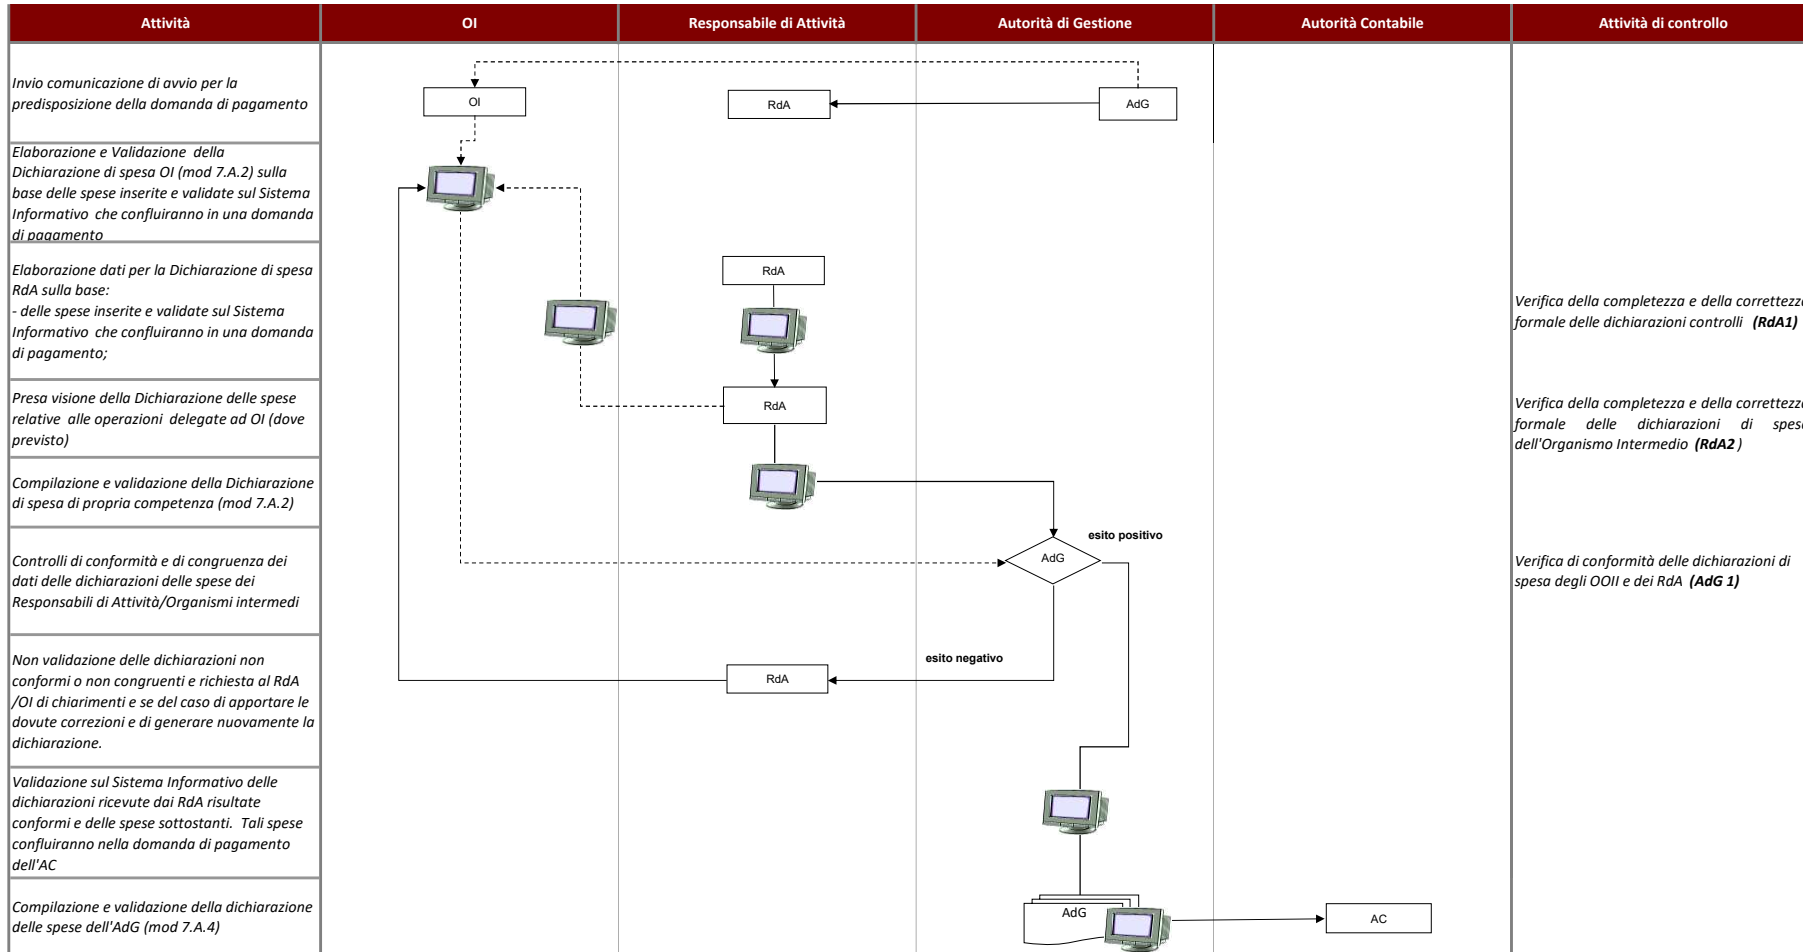 Attività
OI
Responsabile di Attività
Autorità di Gestione
Autorità Contabile
Attività di controllo
Invio comunicazione di avvio per la
predisposizione della domanda di pagamento
OI
RdA
AdG
Elaborazione e Validazione della
Dichiarazione di spesa OI (mod 7.A.2) sulla
base delle spese inserite e validate sul Sistema
Informativo che confluiranno in una domanda
di pagamento
Elaborazione dati per la Dichiarazione di spesa
RdA sulla base:
- delle spese inserite e validate sul Sistema
Informativo che confluiranno in una domanda
di pagamento;
RdA
Verifica della completezza e della correttezza
formale delle dichiarazioni controlli (RdA1)
Presa visione della Dichiarazione delle spese
relative alle operazioni delegate ad OI (dove
previsto)
RdA
Verifica della completezza e della correttezza
formale delle dichiarazioni di spese
dell'Organismo Intermedio (RdA2 )
Compilazione e validazione della Dichiarazione
di spesa di propria competenza (mod 7.A.2)
esito positivo
Controlli di conformità e di congruenza dei
dati delle dichiarazioni delle spese dei
Responsabili di Attività/Organismi intermedi
AdG
Verifica di conformità delle dichiarazioni di
spesa degli OOII e dei RdA (AdG 1)
Non validazione delle dichiarazioni non
conformi o non congruenti e richiesta al RdA
/OI di chiarimenti e se del caso di apportare le
dovute correzioni e di generare nuovamente la
dichiarazione.
esito negativo
RdA
Validazione sul Sistema Informativo delle
dichiarazioni ricevute dai RdA risultate
conformi e delle spese sottostanti. Tali spese
confluiranno nella domanda di pagamento
dell'AC
Compilazione e validazione della dichiarazione
delle spese dell'AdG (mod 7.A.4)
AdG
AC